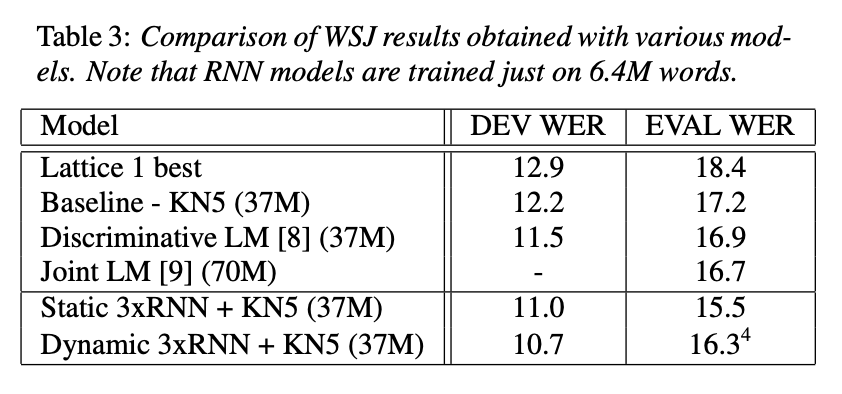 Table 3: Comparison of WSJ results obtained with various mod-
els. Note that RNN models are trained just on 6.4M words.
Model DEV WER EVAL WER
Lattice 1 best 12.9 18.4
Baseline - KN5 (37M) 12.2 17.2
Discriminative LM [8] (37M) 11.5 16.9
Joint LM [9] (70M) - 16.7
Static 3xRNN + KN5 (37M) 11.0 15.5
Dynamic 3xRNN + KN5 (37M) 10.7 16.3⁴